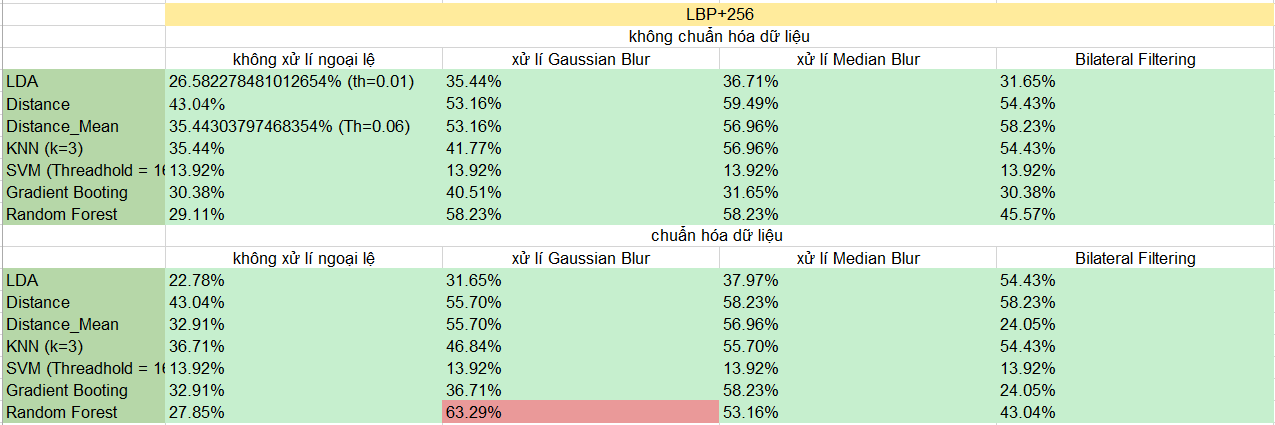 LBP+256
không chuẩn hóa dữ liệu
không xử lí ngoại lệ xử lí Gaussian Blur xử lí Median Blur Bilateral Filtering
LDA 26.582278481012654% (th=0.01) 35.44% 36.71% 31.65%
Distance 43.04% 53.16% 59.49% 54.43%
Distance_Mean 35.44303797468354% (Th=0.06) 53.16% 56.96% 58.23%
KNN (k=3) 35.44% 41.77% 56.96% 54.43%
SVM (Threadhold = 16 13.92% 13.92% 13.92% 13.92%
Gradient Booting 30.38% 40.51% 31.65% 30.38%
Random Forest 29.11% 58.23% 58.23% 45.57%
chuẩn hóa dữ liệu
không xử lí ngoại lệ xử lí Gaussian Blur xử lí Median Blur Bilateral Filtering
LDA 22.78% 31.65% 37.97% 54.43%
Distance 43.04% 55.70% 58.23% 58.23%
Distance_Mean 32.91% 55.70% 56.96% 24.05%
KNN (k=3) 36.71% 46.84% 55.70% 54.43%
SVM (Threadhold = 16 13.92% 13.92% 13.92% 13.92%
Gradient Booting 32.91% 36.71% 58.23% 24.05%
Random Forest 27.85% 63.29% 53.16% 43.04%